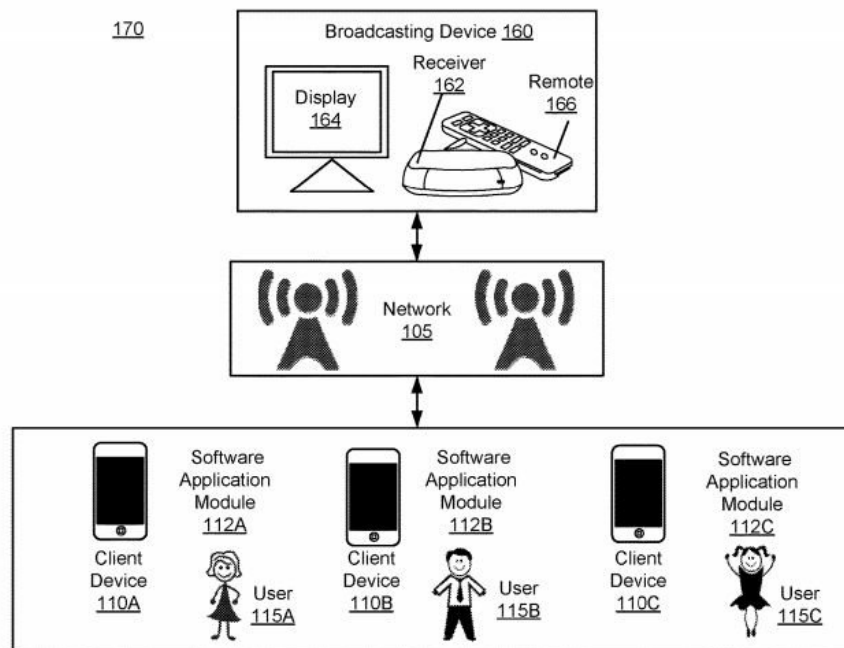 170
Broadcasting Device 160
Receiver
162
Remote
166
Display
164
Network
105
Software
Application
Module
112A
Client
Device
110A
User
115A
Software
Application
Module
112B
Client
Device
110B
User
115B
Software
Application
Module
112C
Client
Device
110C
User
115C